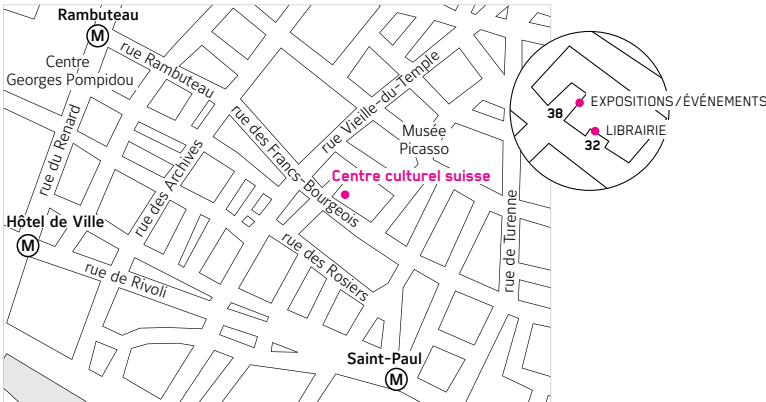 Rambuteau
M
rue Rambuteau
Centre
Georges Pompidou
rue du Renard
rue des Archives
rue des Francs-Bourgeois
rue Vieille-du-Temple
Musée
Picasso
Centre culturel suisse
EXPOSITIONS/ÉVÉNEMENTS
38
LIBRAIRIE
32
Hôtel de Ville
M
rue de Rivoli
rue des Rosiers
rue de Turenne
Saint-Paul
M